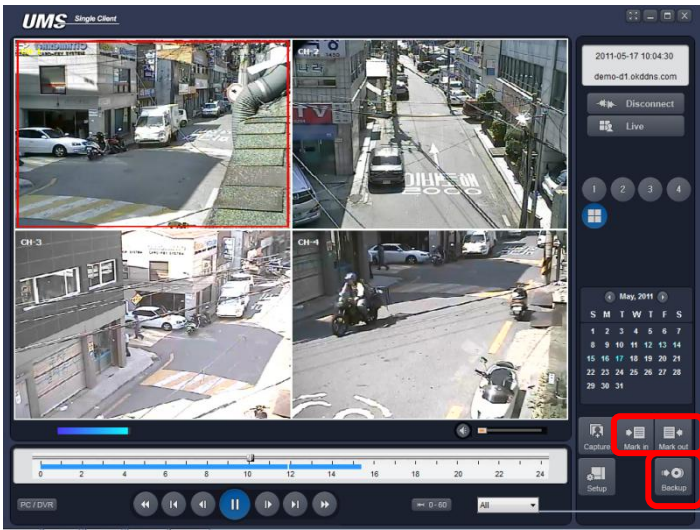 UMS Single Client
2011-05-17 10:04:30
demo-d1.okddns.com
Disconnect
Live
1 2 3 4
CH-2
CH-3
CH-4
May, 2011
S M T W T F S
1 2 3 4 5 6 7
8 9 10 11 12 13 14
15 16 17 18 19 20 21
22 23 24 25 26 27 28
29 30 31
Capture Mark in Mark out
0 2 4 6 8 10 12 14 16 18 20 22 24
Setup Backup
PC / DVR
0 - 60
All